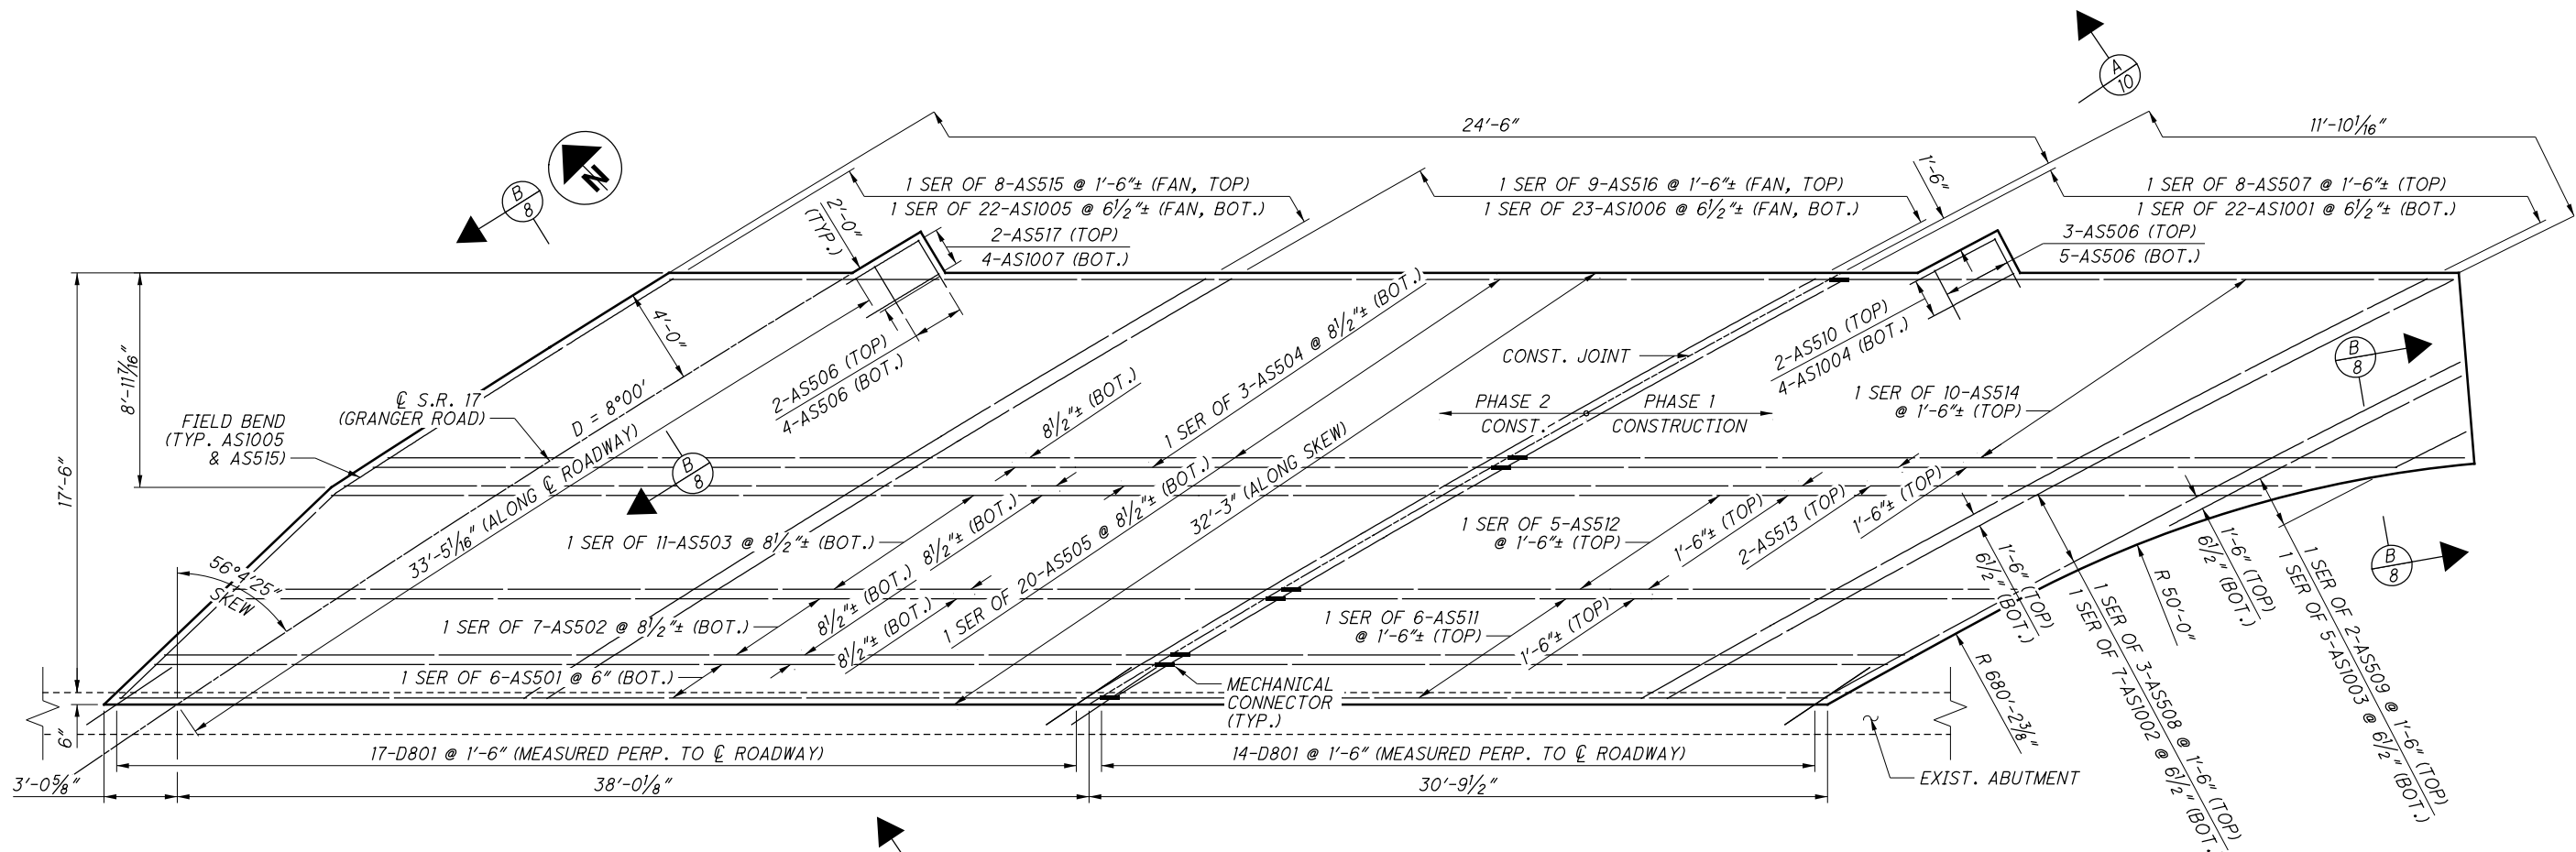 A
10
24'-6"
11'-10 1/16"
N
B
8
1 SER OF 8-AS515 @ 1'-6"± (FAN, TOP)
1 SER OF 22-AS1005 @ 6 1/2"± (FAN, BOT.)
1 SER OF 9-AS516 @ 1'-6"± (FAN, TOP)
1 SER OF 23-AS1006 @ 6 1/2"± (FAN, BOT.)
1'-6"
1 SER OF 8-AS507 @ 1'-6"± (TOP)
1 SER OF 22-AS1001 @ 6 1/2"± (BOT.)
2'-0"
(TYP.)
2-AS517 (TOP)
4-AS1007 (BOT.)
3-AS506 (TOP)
5-AS506 (BOT.)
17'-6"
8'-11 7/16"
4'-0"
2-AS506 (TOP)
4-AS506 (BOT.)
8 1/2"± (BOT.)
1 SER OF 3-AS504 @ 8 1/2"± (BOT.)
CONST. JOINT
2-AS510 (TOP)
4-AS1004 (BOT.)
B
8
1 SER OF 10-AS514
@ 1'-6"± (TOP)
PHASE 2
CONST.
PHASE 1
CONSTRUCTION
℄ S.R. 17
(GRANGER ROAD)
D = 8°00'
FIELD BEND
(TYP. AS1005
& AS515)
B
8
33'-5 1/16" (ALONG ℄ ROADWAY)
32'-3" (ALONG SKEW)
1 SER OF 11-AS503 @ 8 1/2"± (BOT.)
8 1/2"± (BOT.)
1 SER OF 20-AS505 @ 8 1/2"± (BOT.)
1 SER OF 5-AS512
@ 1'-6"± (TOP)
1'-6"± (TOP)
2-AS513 (TOP)
1'-6"± (TOP)
56°4'25"
SKEW
B
8
1 SER OF 7-AS502 @ 8 1/2"± (BOT.)
8 1/2"± (BOT.)
8 1/2"± (BOT.)
1 SER OF 6-AS511
@ 1'-6"± (TOP)
1'-6"± (TOP)
1'-6" (TOP)
6 1/2" (BOT.)
R 50'-0"
1'-6" (TOP)
6 1/2" (BOT.)
1 SER OF 2-AS509 @ 1'-6" (TOP)
1 SER OF 5-AS1003 @ 6 1/2" (BOT.)
1 SER OF 3-AS508 @ 1'-6" (TOP)
1 SER OF 7-AS1002 @ 6 1/2" (BOT.
R 680'-2 3/8"
1 SER OF 6-AS501 @ 6" (BOT.)
MECHANICAL
CONNECTOR
(TYP.)
6"
17-D801 @ 1'-6" (MEASURED PERP. TO ℄ ROADWAY)
14-D801 @ 1'-6" (MEASURED PERP. TO ℄ ROADWAY)
EXIST. ABUTMENT
3'-0 5/8"
38'-0 1/8"
30'-9 1/2"